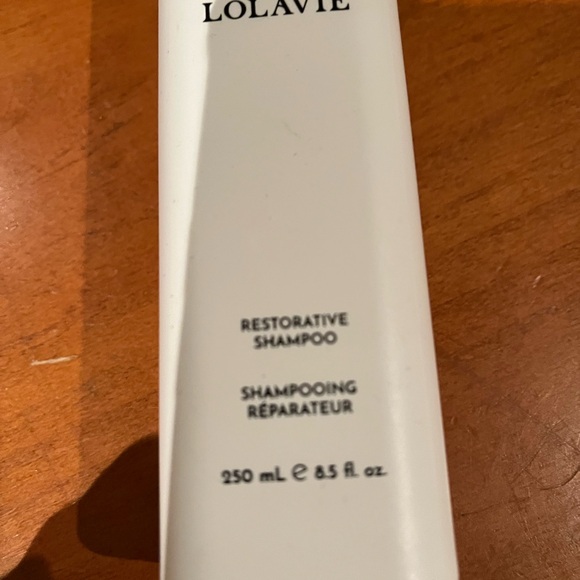 LOLAVIE
RESTORATIVE
SHAMPOO
SHAMPOOING
RÉPARATEUR
250 mL e 8.5 fl. oz.